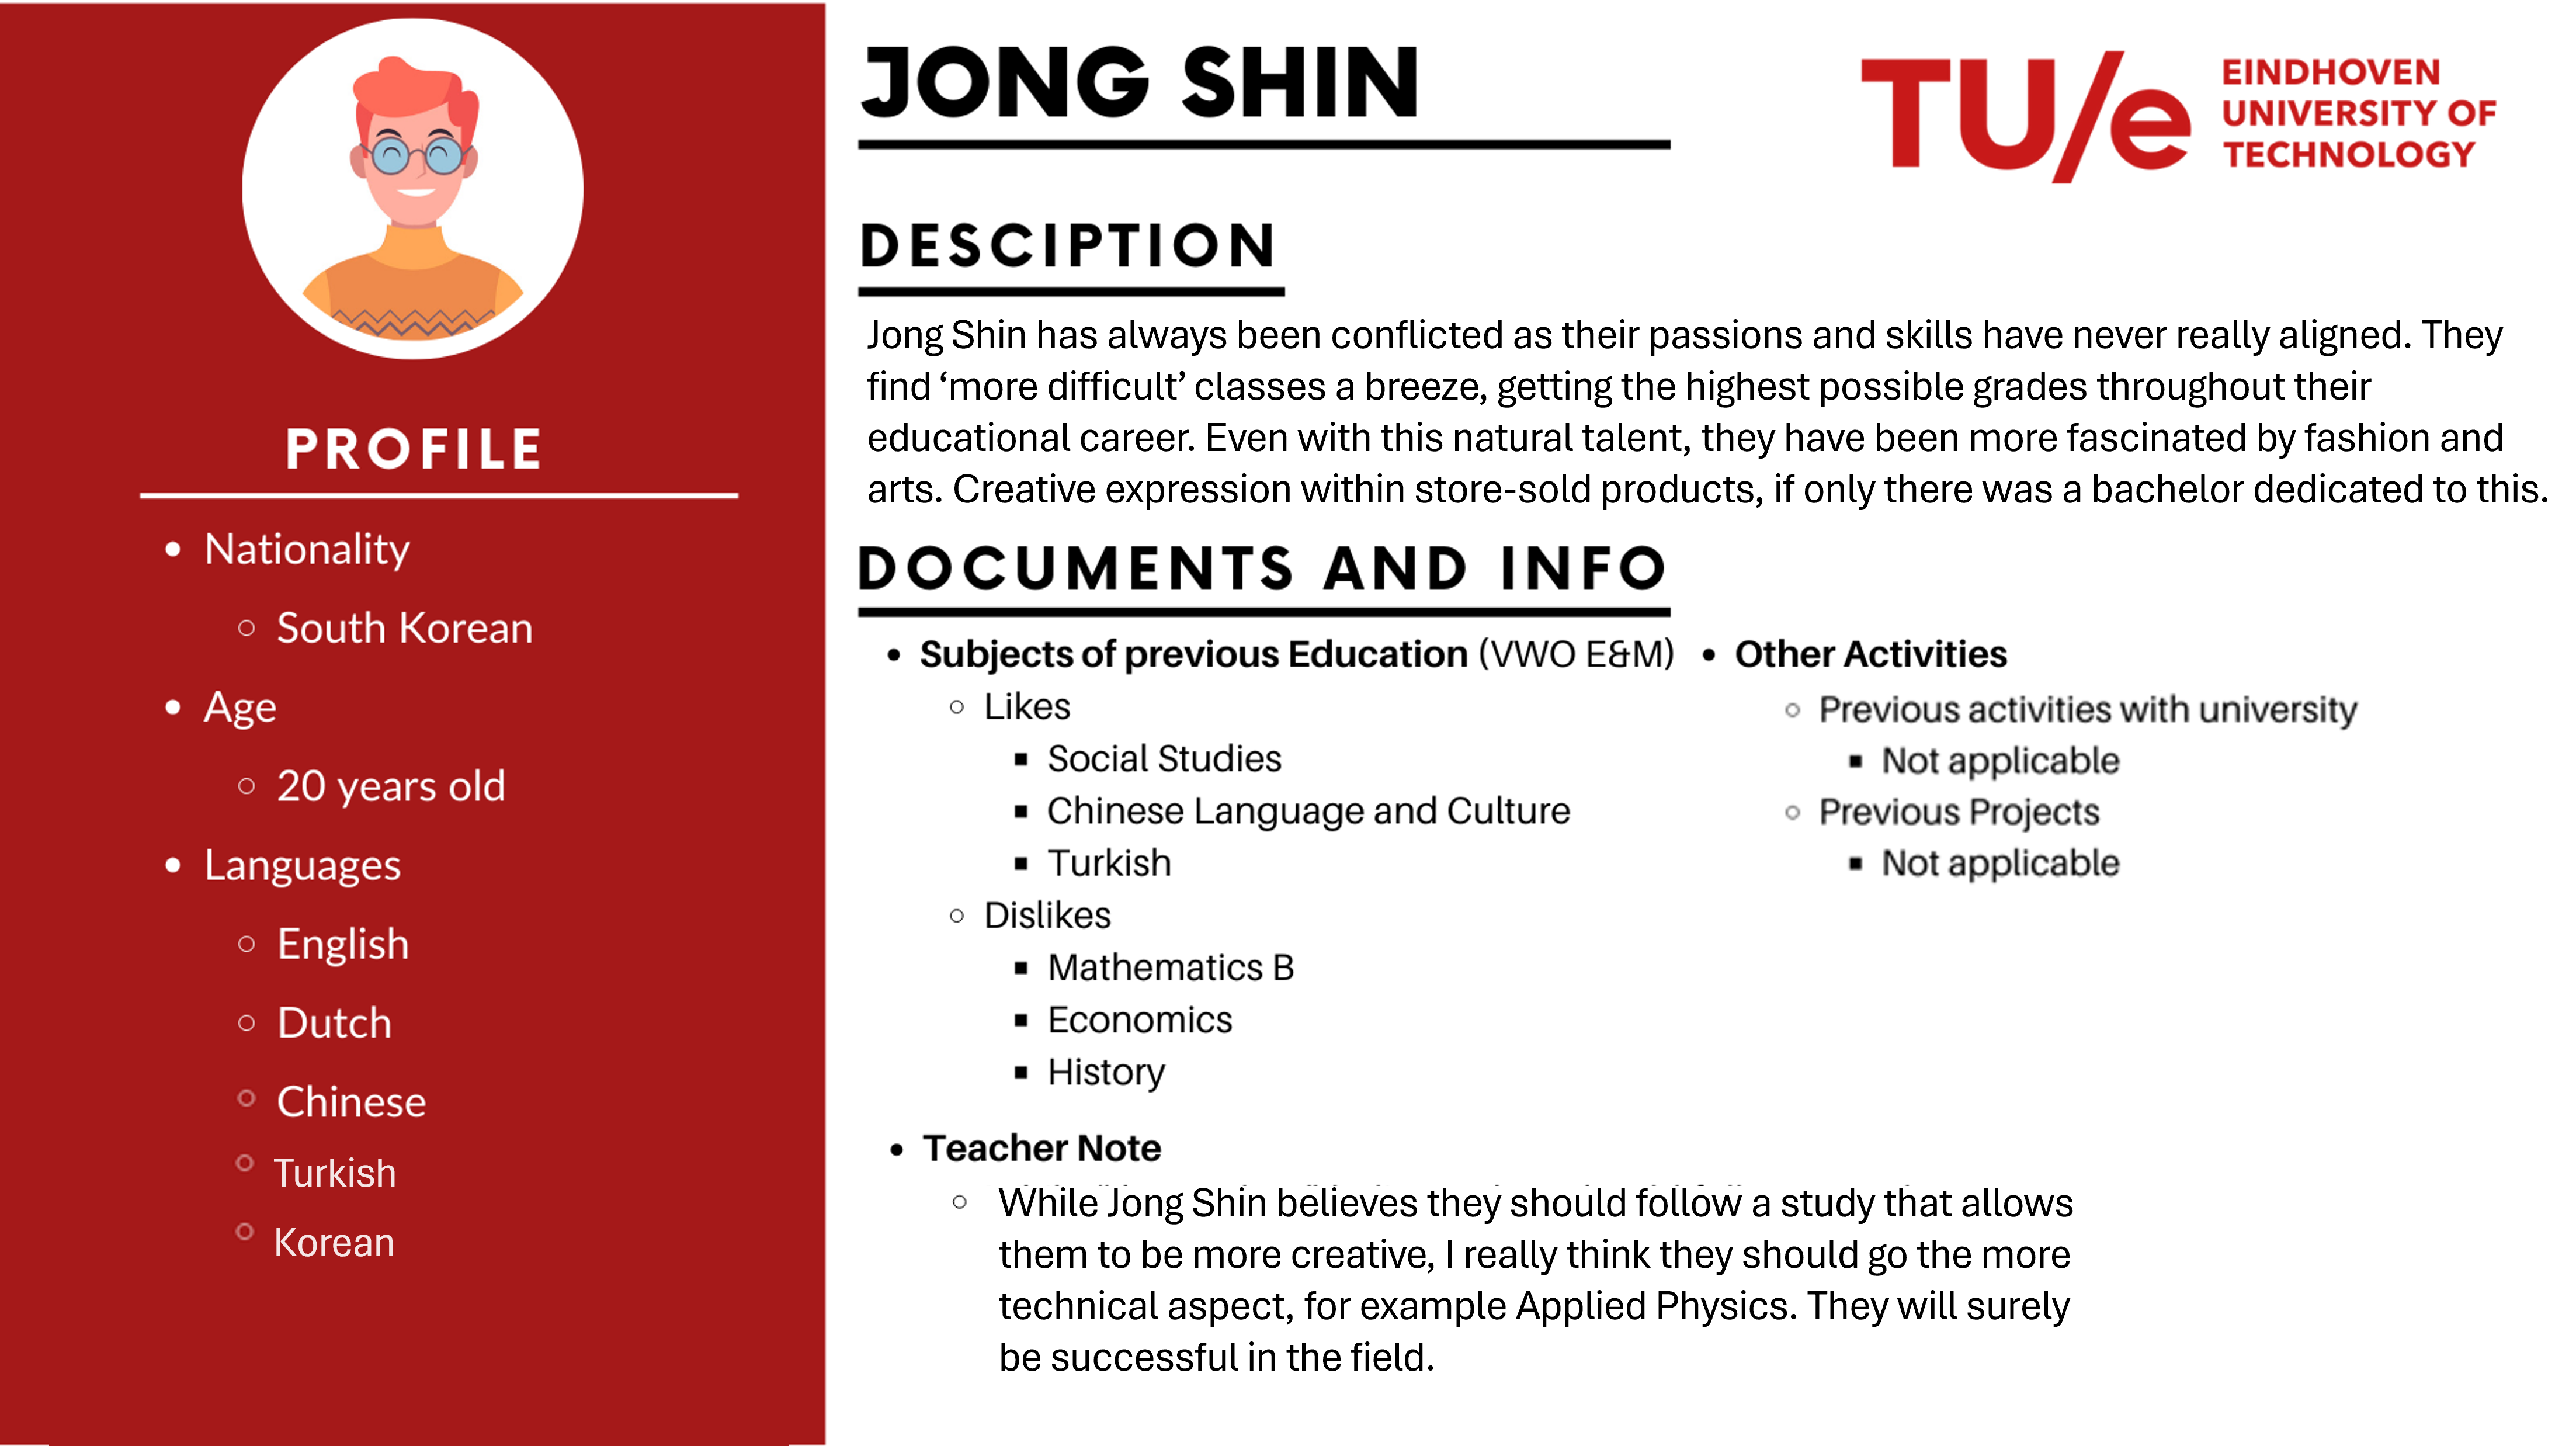 JONG SHIN
TU/e EINDHOVEN
UNIVERSITY OF
TECHNOLOGY
DESCIPTION
Jong Shin has always been conflicted as their passions and skills have never really aligned. They
find ‘more difficult’ classes a breeze, getting the highest possible grades throughout their
educational career. Even with this natural talent, they have been more fascinated by fashion and
arts. Creative expression within store-sold products, if only there was a bachelor dedicated to this.
PROFILE
• Nationality
○ South Korean
• Age
○ 20 years old
• Languages
○ English
○ Dutch
○ Chinese
○ Turkish
○ Korean
DOCUMENTS AND INFO
• Subjects of previous Education (VWO E&M)
○ Likes
▪ Social Studies
▪ Chinese Language and Culture
▪ Turkish
○ Dislikes
▪ Mathematics B
▪ Economics
▪ History
• Other Activities
○ Previous activities with university
▪ Not applicable
○ Previous Projects
▪ Not applicable
• Teacher Note
○ While Jong Shin believes they should follow a study that allows
them to be more creative, I really think they should go the more
technical aspect, for example Applied Physics. They will surely
be successful in the field.